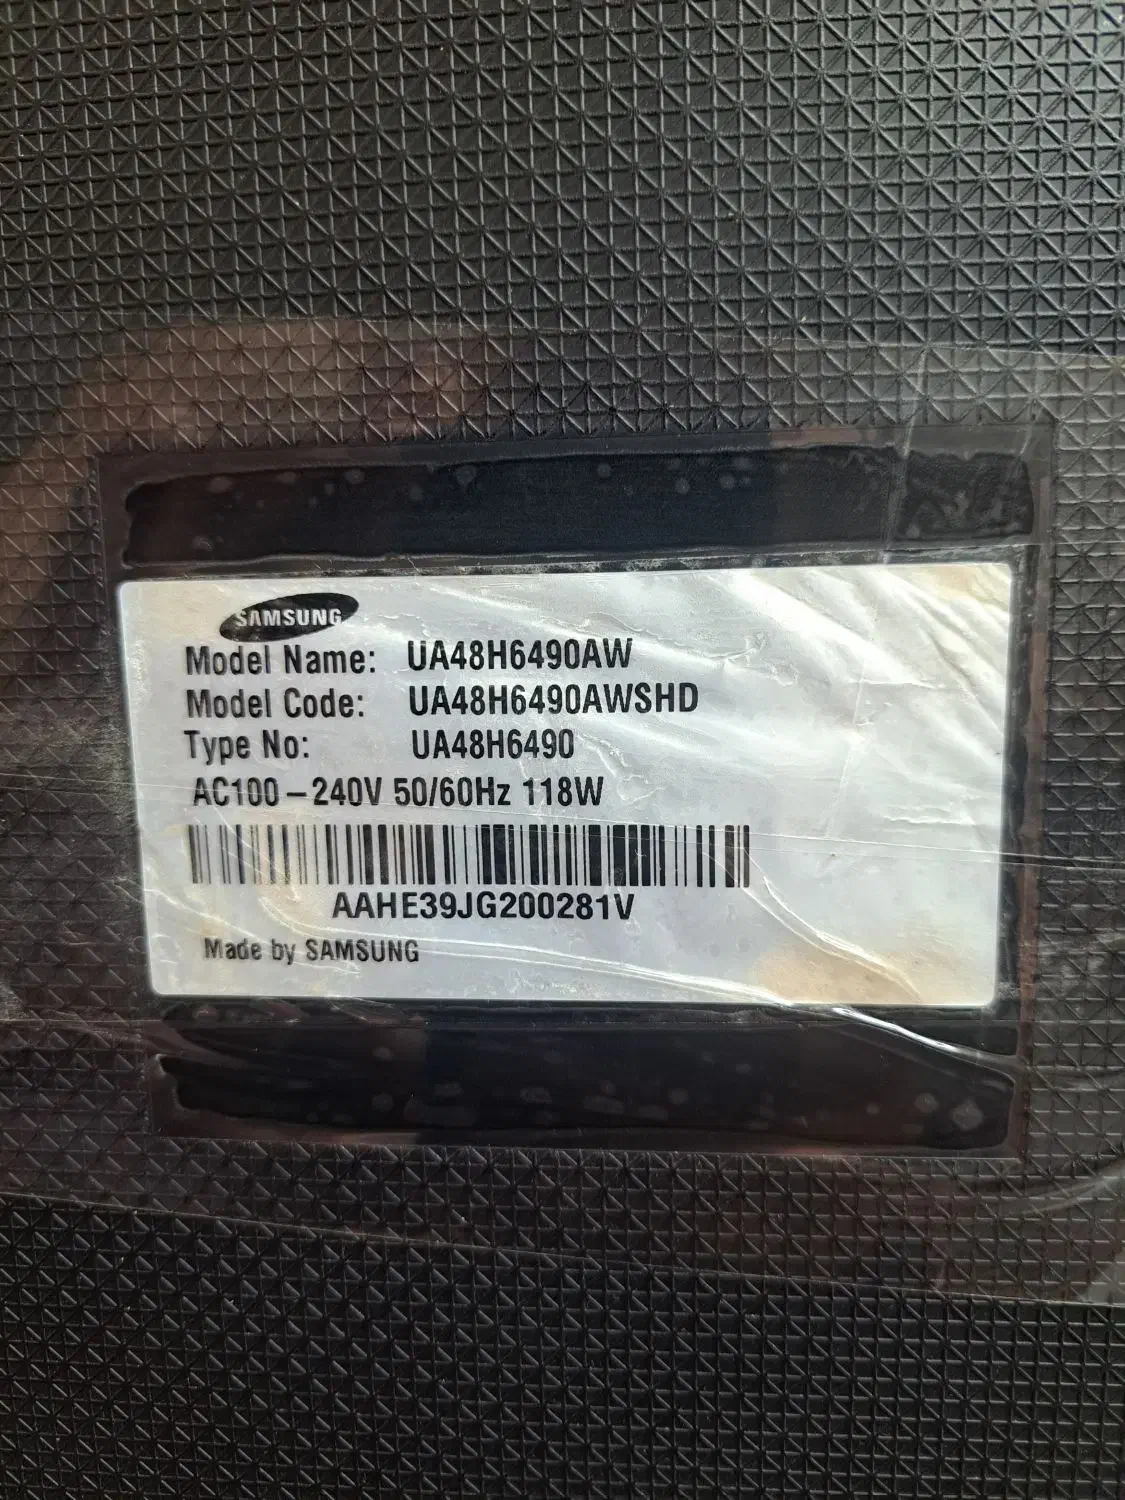 SAMSUNG
Model Name: UA48H6490AW
Model Code: UA48H6490AWSHD
Type No: UA48H6490
AC100-240V 50/60Hz 118W
AAHE39JG200281V
Made by SAMSUNG